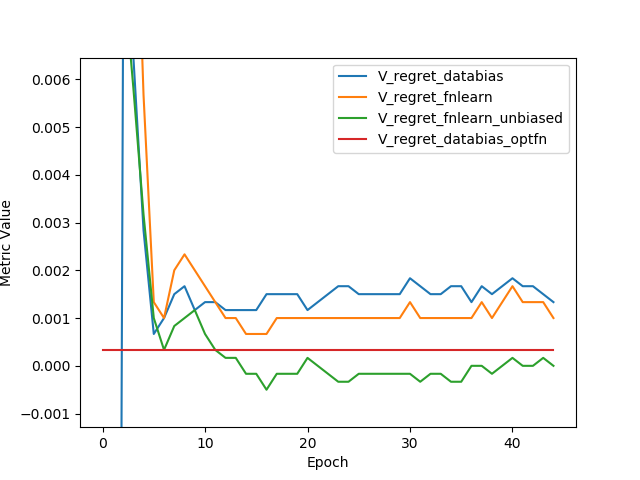 V_regret_databias
V_regret_fnlearn
V_regret_fnlearn_unbiased
V_regret_databias_optfn
Metric Value
0.006
0.005
0.004
0.003
0.002
0.001
0.000
−0.001
0
10
20
30
40
Epoch